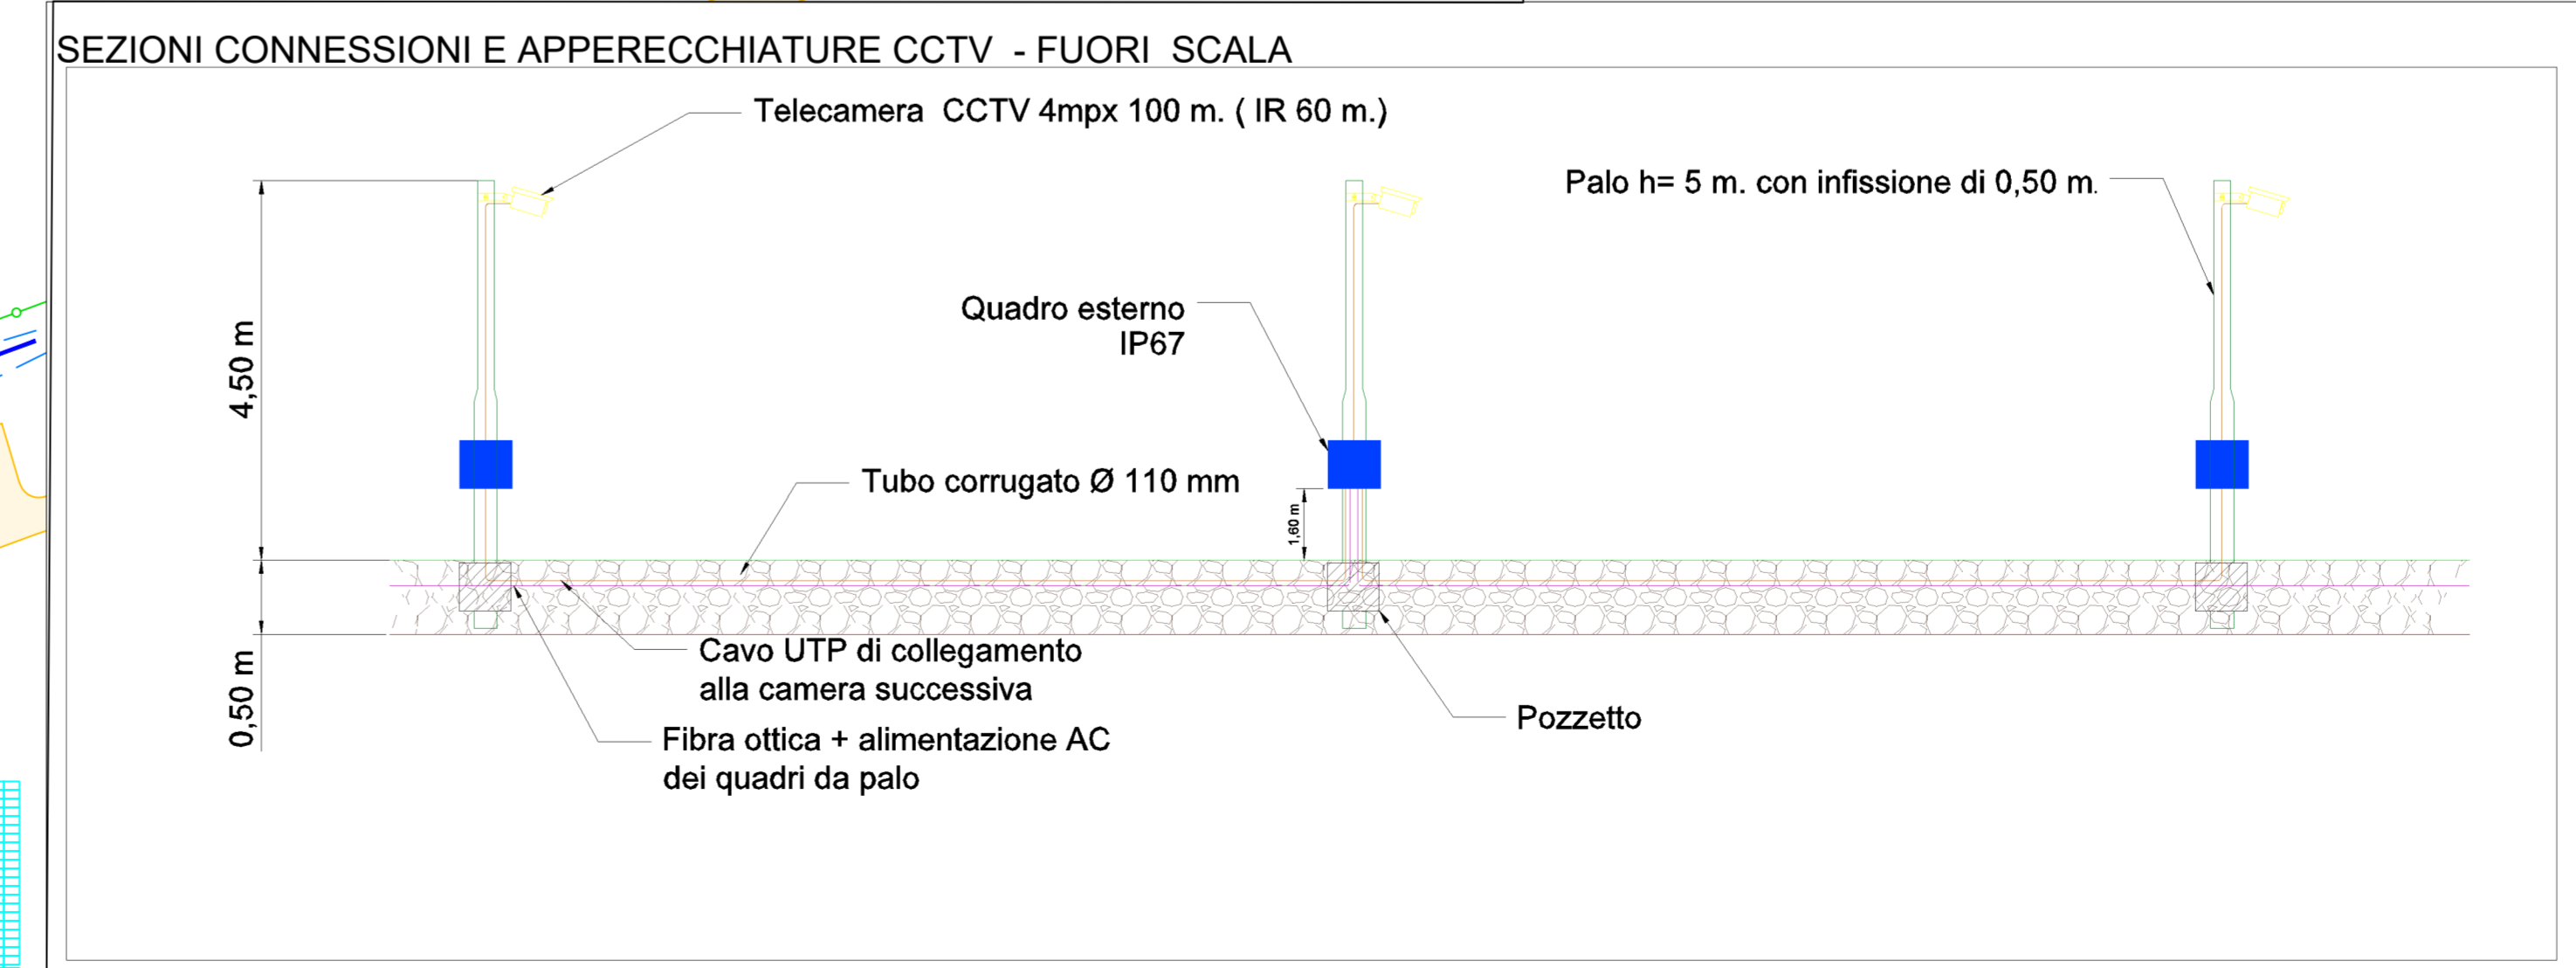 SEZIONI CONNESSIONI E APPERECCHIATURE CCTV - FUORI SCALA
Telecamera CCTV 4mpx 100 m. ( IR 60 m.)
Palo h= 5 m. con infissione di 0,50 m.
Quadro esterno
IP67
4,50 m
Tubo corrugato Ø 110 mm
1,60 m
Cavo UTP di collegamento
alla camera successiva
0,50 m
Pozzetto
Fibra ottica + alimentazione AC
dei quadri da palo